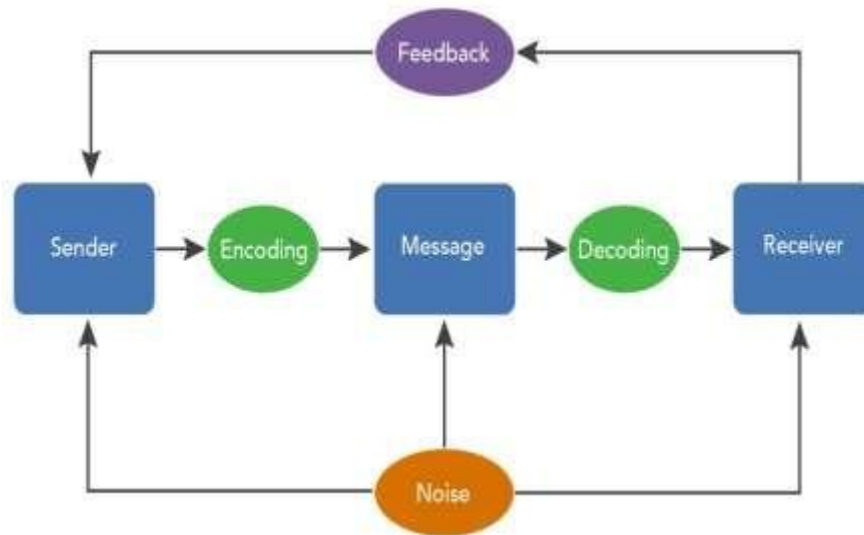 Feedback
Sender
Encoding
Message
Decoding
Receiver
Noise